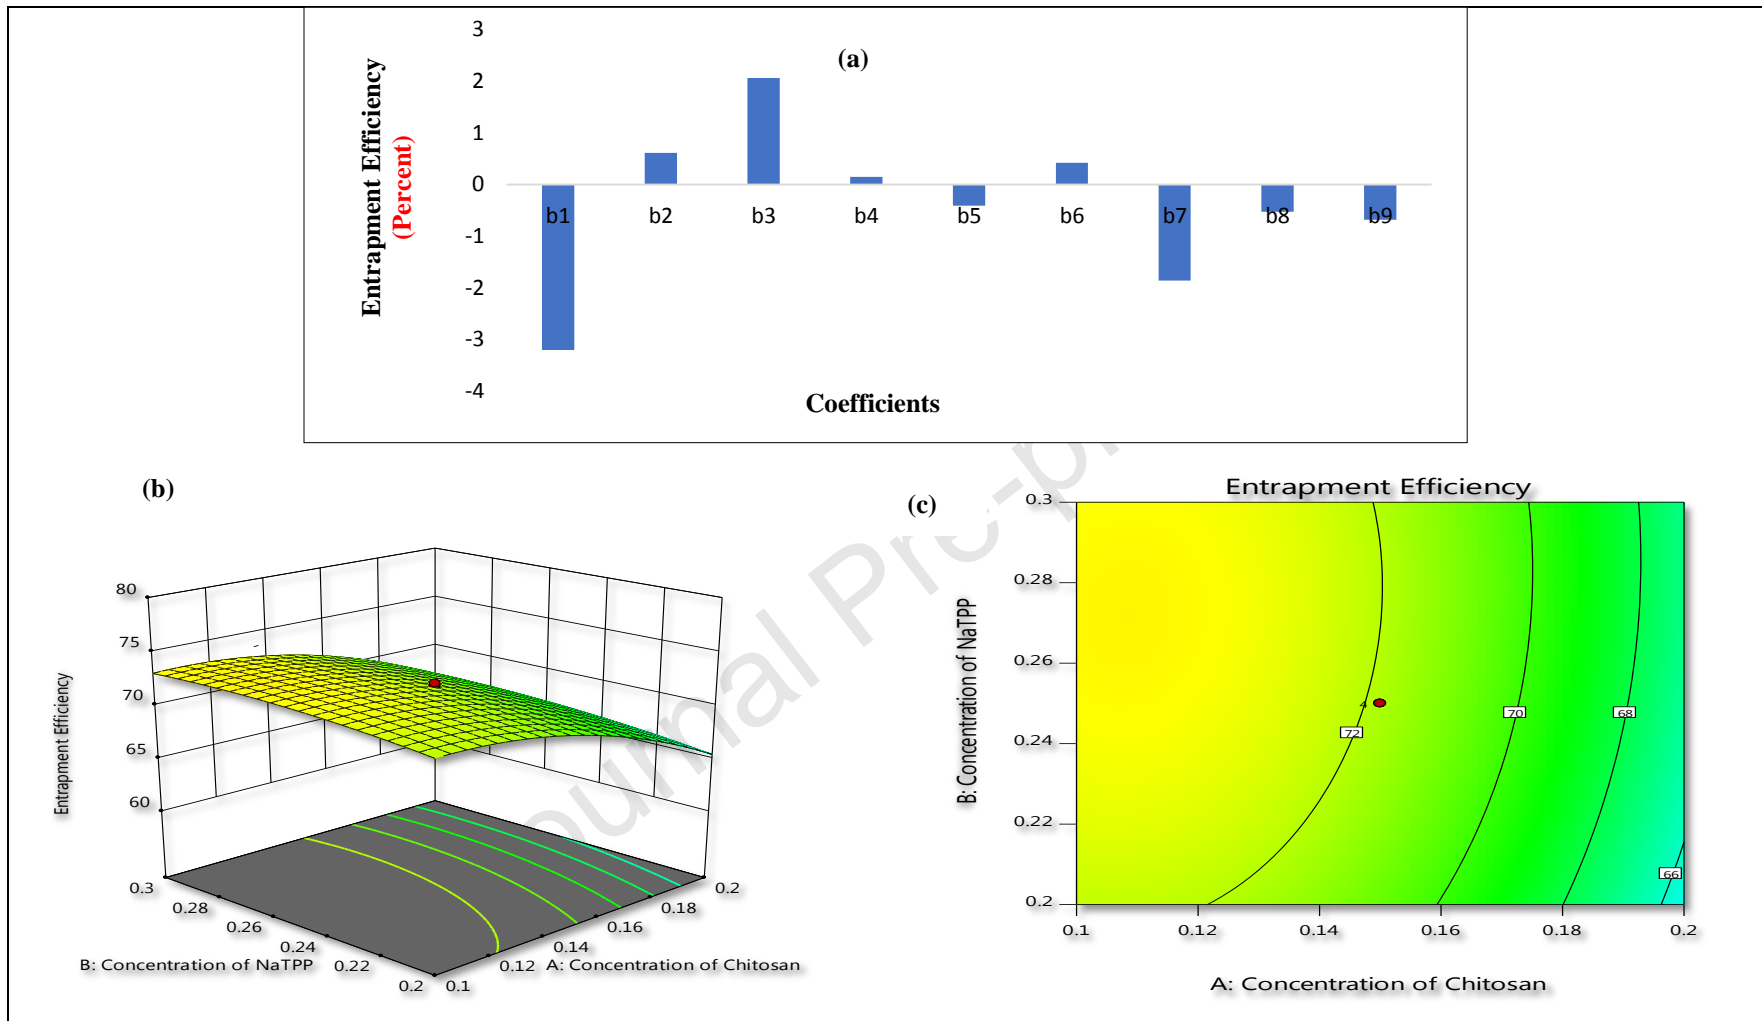 3
(a)
2
1
0
-1
-2
-3
-4
Entrapment Efficiency
(Percent)
b1 b2 b3 b4 b5 b6 b7 b8 b9
Coefficients
(b)
80
75
70
65
60
Entrapment Efficiency
0.3
0.28
0.26
0.24
0.22
0.2
B: Concentration of NaTPP
0.2
0.18
0.16
0.14
0.12
0.1
A: Concentration of Chitosan
(c)
Entrapment Efficiency
0.3
0.28
0.26
0.24
0.22
0.2
B: Concentration of NaTPP
4
72
70
68
66
0.1 0.12 0.14 0.16 0.18 0.2
A: Concentration of Chitosan